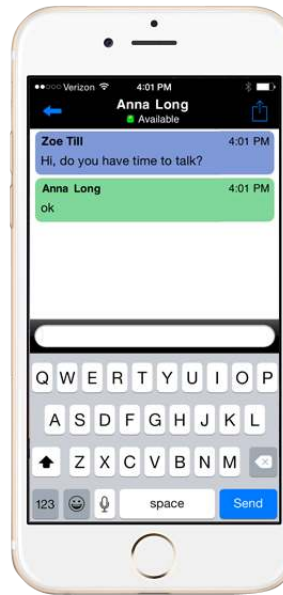 Verizon 4:01 PM
Anna Long
Available
Zoe Till 4:01 PM
Hi, do you have time to talk?
Anna Long 4:01 PM
ok
Q W E R T Y U I O P
A S D F G H J K L
Z X C V B N M
123 space Send